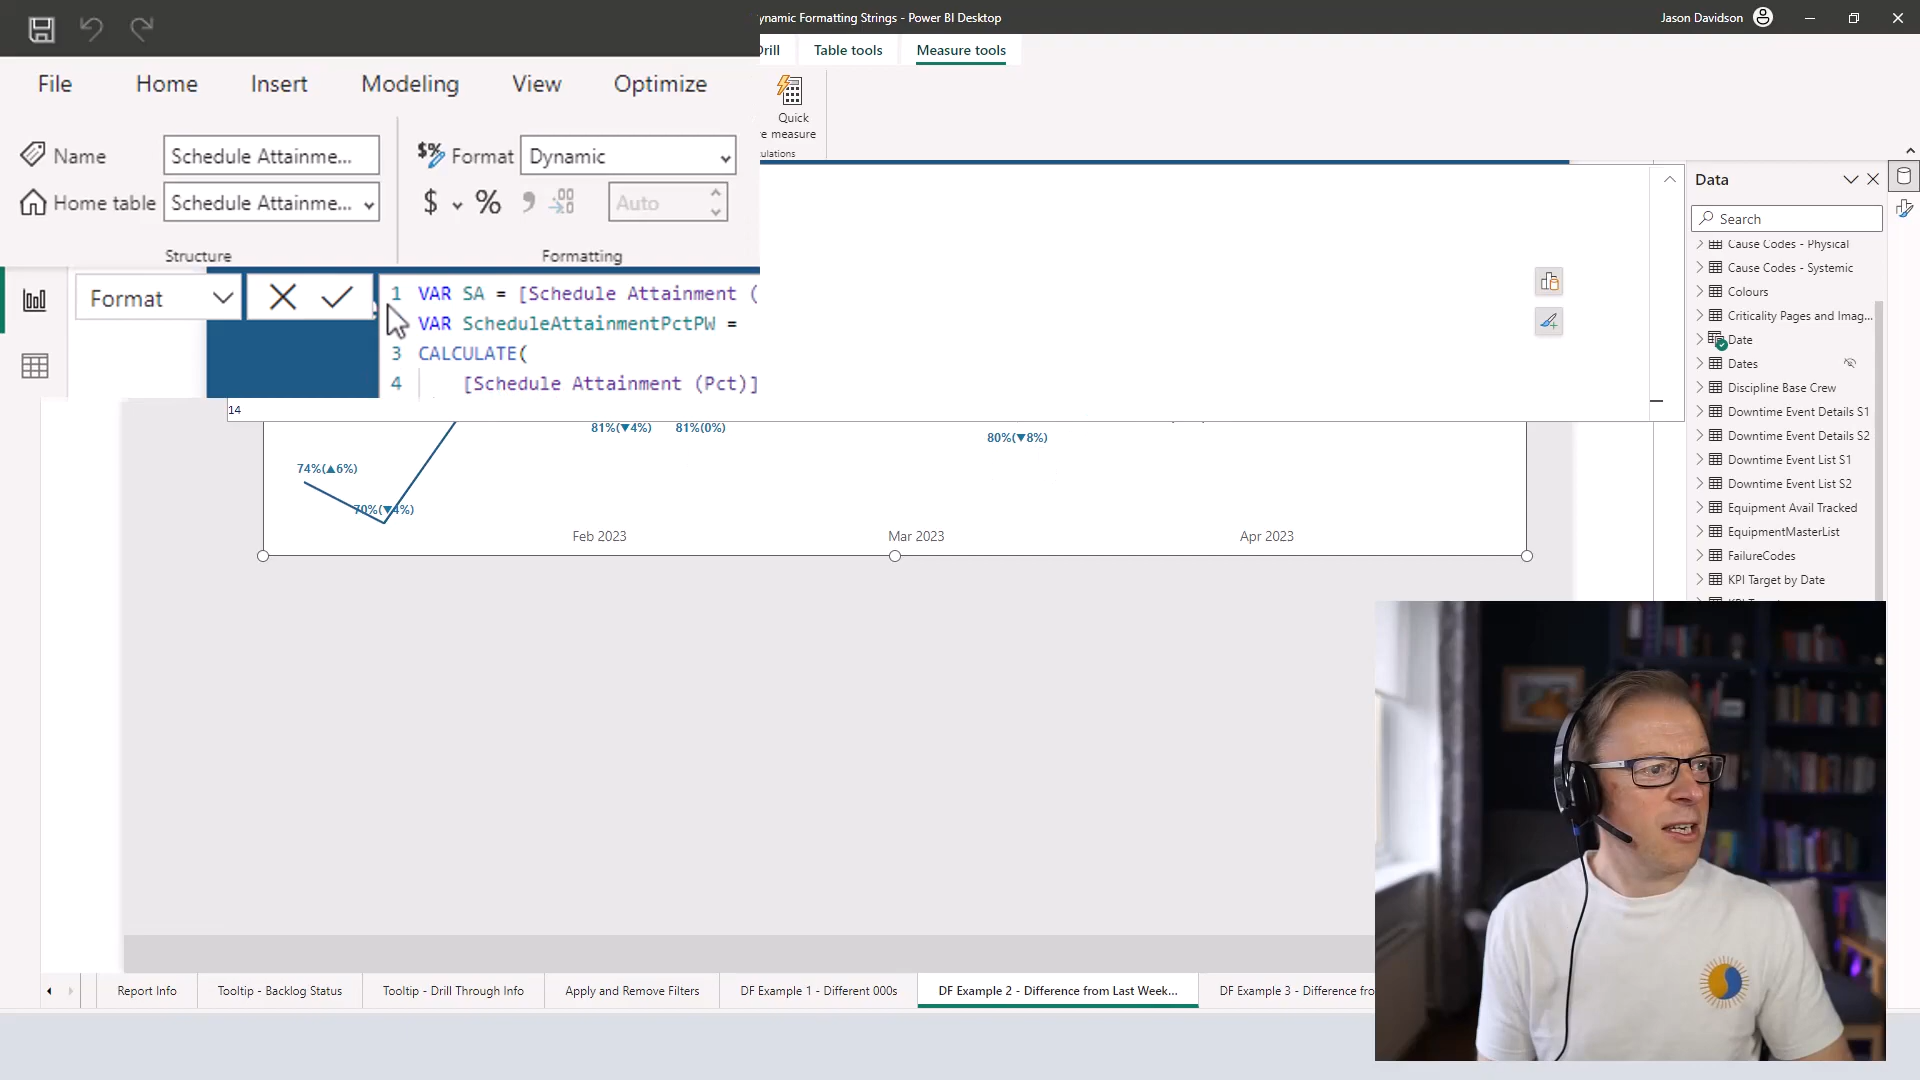 ynamic Formatting Strings - Power BI Desktop
Jason Davidson
File
Home
Insert
Modeling
View
Optimize
Drill
Table tools
Measure tools
Name
Schedule Attainme...
Format
Dynamic
Home table
Schedule Attainme...
$
%
Auto
Structure
Formatting
Quick
e measure
culations
Format
1 VAR SA = [Schedule Attainment (
VAR ScheduleAttainmentPctPW =
3 CALCULATE(
4 [Schedule Attainment (Pct)]
14
74%(▲6%)
70%(▼4%)
81%(▼4%)
81%(0%)
80%(▼8%)
Feb 2023
Mar 2023
Apr 2023
Data
Search
Cause Codes - Physical
Cause Codes - Systemic
Colours
Criticality Pages and Imag...
Date
Dates
Discipline Base Crew
Downtime Event Details S1
Downtime Event Details S2
Downtime Event List S1
Downtime Event List S2
Equipment Avail Tracked
EquipmentMasterList
FailureCodes
KPI Target by Date
Report Info
Tooltip - Backlog Status
Tooltip - Drill Through Info
Apply and Remove Filters
DF Example 1 - Different 000s
DF Example 2 - Difference from Last Week...
DF Example 3 - Difference fro